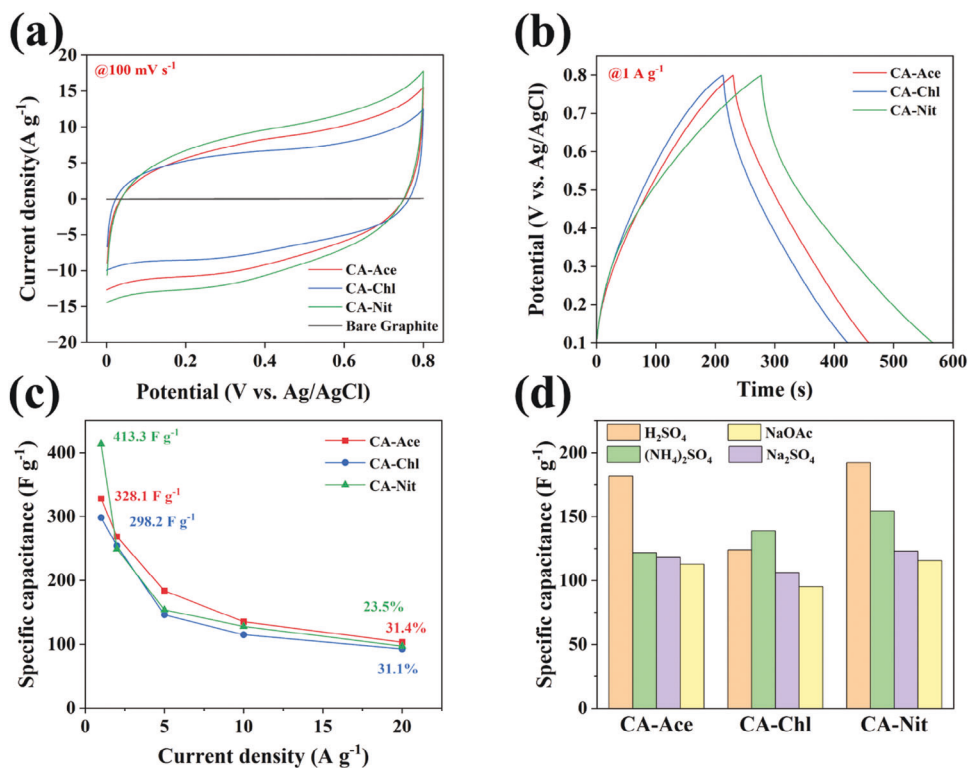 (a)
@100 mV s⁻¹
20
15
10
5
0
−5
−10
−15
−20
Current density(A g⁻¹)
CA-Ace
CA-Chl
CA-Nit
Bare Graphite
0 0.2 0.4 0.6 0.8
Potential (V vs. Ag/AgCl)
(b)
@1 A g⁻¹
CA-Ace
CA-Chl
CA-Nit
0.8
0.7
0.6
0.5
0.4
0.3
0.2
0.1
Potential (V vs. Ag/AgCl)
0 100 200 300 400 500 600
Time (s)
(c)
413.3 F g⁻¹
328.1 F g⁻¹
298.2 F g⁻¹
CA-Ace
CA-Chl
CA-Nit
23.5%
31.4%
31.1%
400
300
200
100
0
Specific capacitance (F g⁻¹)
0 5 10 15 20
Current density (A g⁻¹)
(d)
H₂SO₄ NaOAc
(NH₄)₂SO₄ Na₂SO₄
200
150
100
50
0
Specific capacitance (F g⁻¹)
CA-Ace CA-Chl CA-Nit